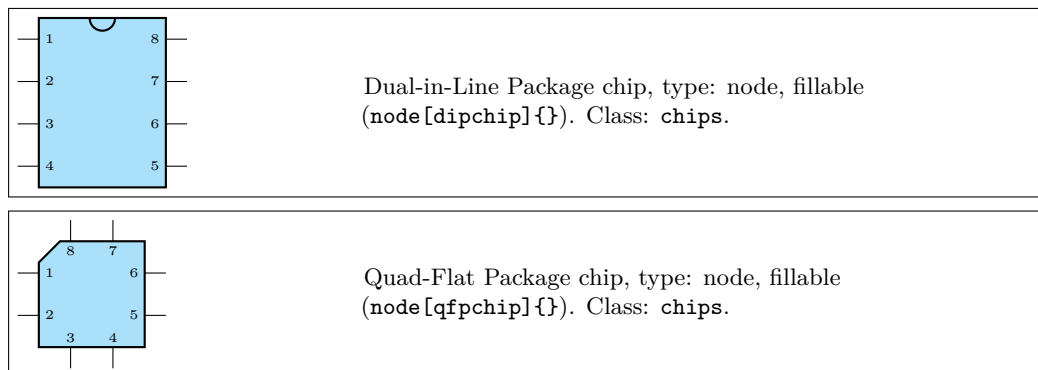 1 8
2 7
3 6
4 5
Dual-in-Line Package chip, type: node, fillable
(node[dipchip]{}). Class: chips.
8 7
1 6
2 5
3 4
Quad-Flat Package chip, type: node, fillable
(node[qfpchip]{}). Class: chips.